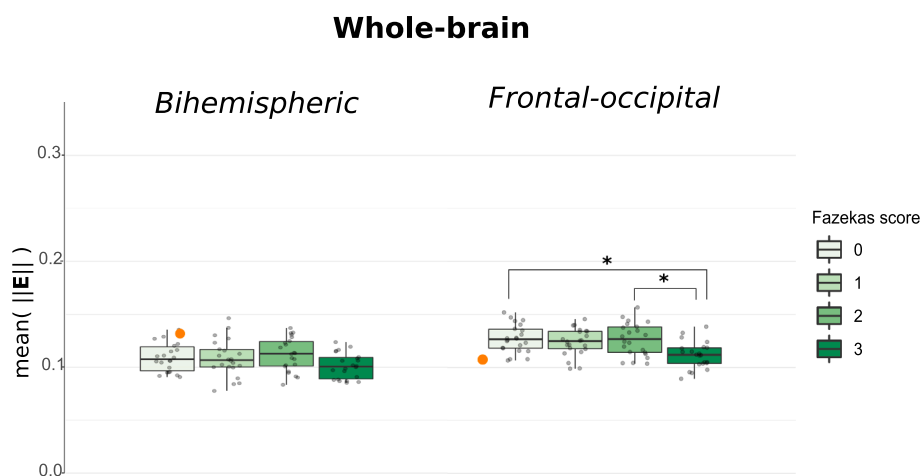 Whole-brain
Bihemispheric
Frontal-occipital
mean( ||E|| )
0.3
0.2
0.1
0.0
*
*
Fazekas score
0
1
2
3